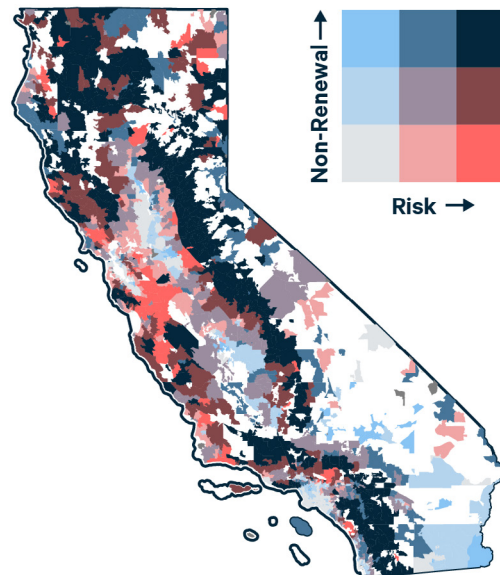 Non-Renewal →
Risk →